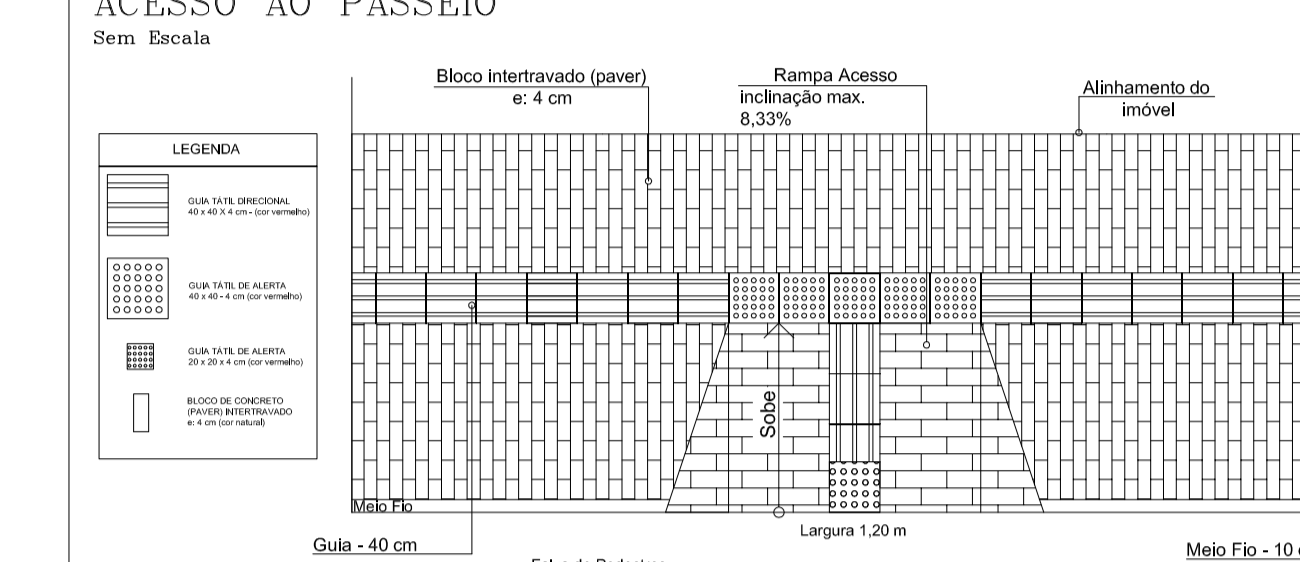 ACESSO AO PASSEIO
Sem Escala
Bloco intertravado (paver)
e: 4 cm
Rampa Acesso
inclinação max.
8,33%
Alinhamento do
imóvel
LEGENDA
GUIA TÁTIL DIRECIONAL
40 x 40 X 4 cm - (cor vermelho)
GUIA TÁTIL DE ALERTA
40 x 40 - 4 cm (cor vermelho)
GUIA TÁTIL DE ALERTA
20 x 20 x 4 cm (cor vermelho)
BLOCO DE CONCRETO
(PAVER) INTERTRAVADO
e: 4 cm (cor natural)
Sobe
Meio Fio
Largura 1,20 m
Guia - 40 cm
Meio Fio - 10